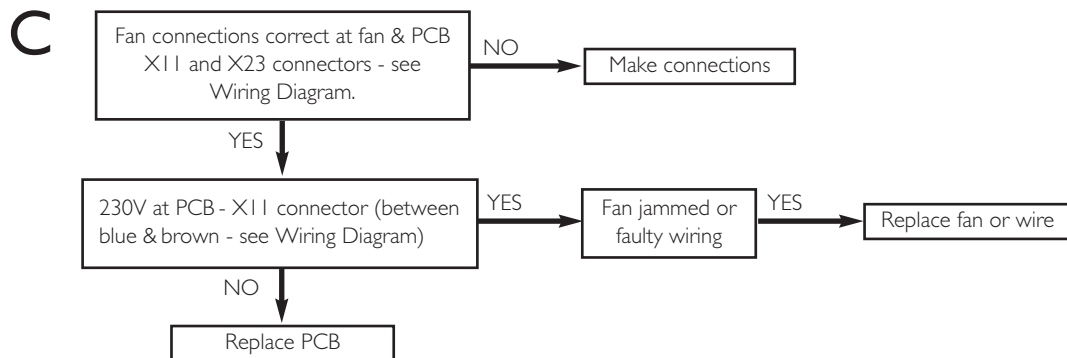 C
Fan connections correct at fan & PCB
X11 and X23 connectors - see
Wiring Diagram.
NO
Make connections
YES
230V at PCB - X11 connector (between
blue & brown - see Wiring Diagram)
YES
Fan jammed or
faulty wiring
YES
Replace fan or wire
NO
Replace PCB